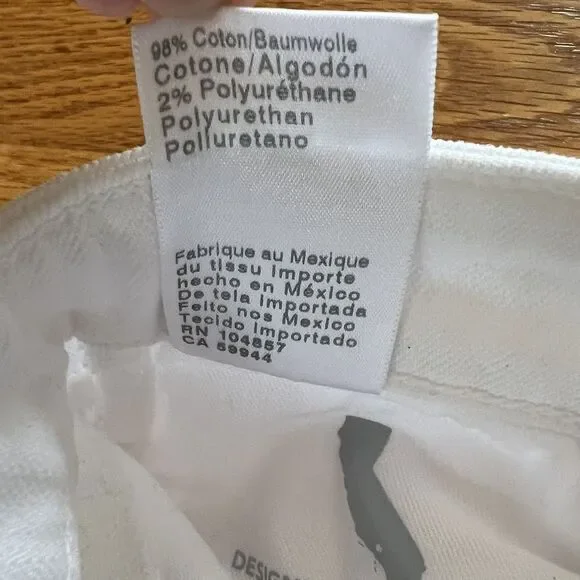 98% Coton/Baumwolle
Cotone/Algodón
2% Polyuréthane
Polyurethan
Poliuretano
Fabrique au Mexique
du tissu Importe
hecho en México
De tela importada
Feito nos Mexico
Tecido importado
RN 104857
CA 59944